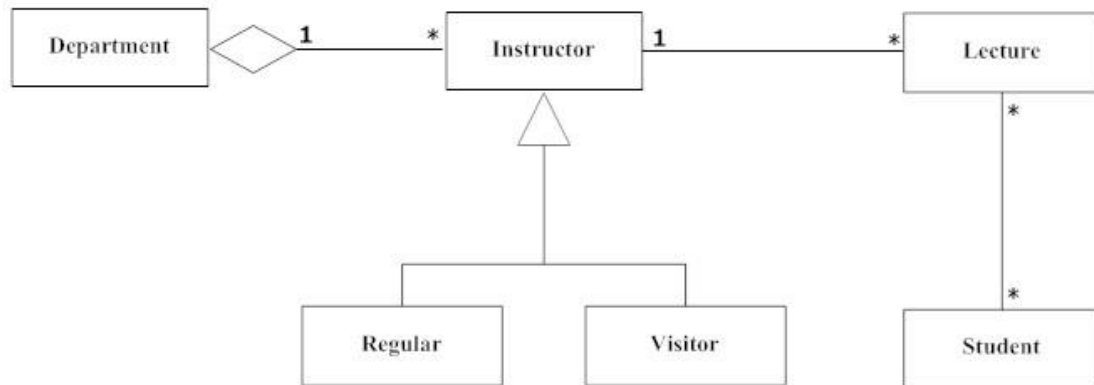 Department
1
*
Instructor
1
*
Lecture
*
*
Regular
Visitor
Student